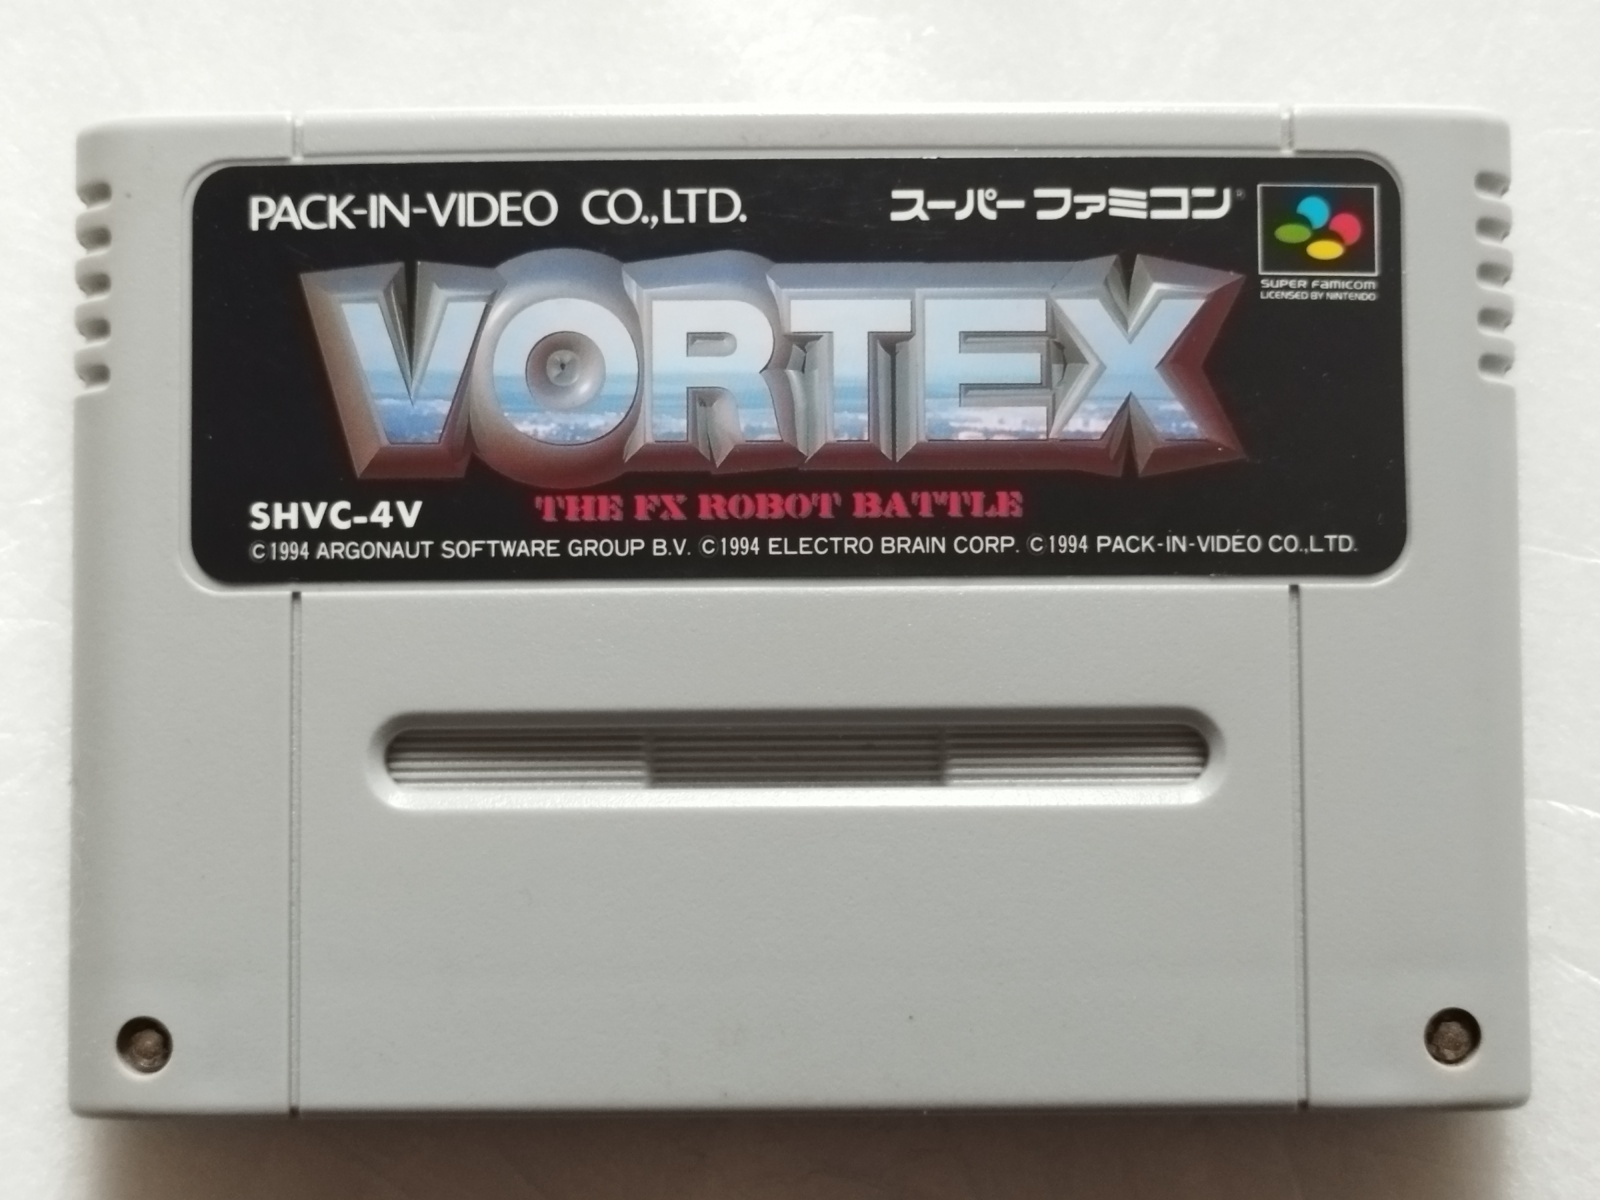 PACK-IN-VIDEO CO.,LTD.
スーパーファミコン®
SUPER FAMICOM
LICENSED BY NINTENDO
VORTEX
THE FX ROBOT BATTLE
SHVC-4V
©1994 ARGONAUT SOFTWARE GROUP B.V. ©1994 ELECTRO BRAIN CORP. ©1994 PACK-IN-VIDEO CO.,LTD.